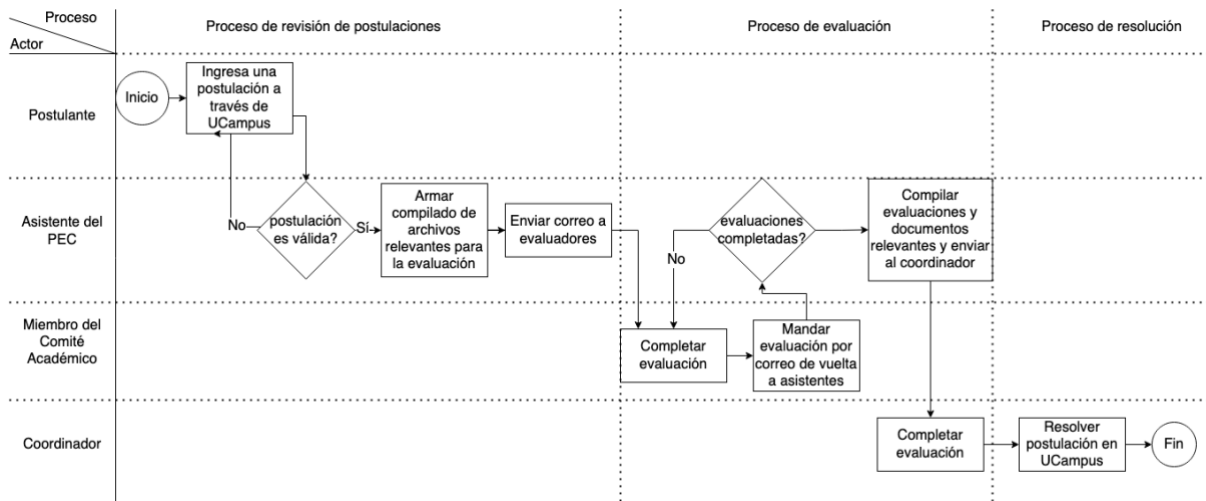 Proceso
Actor
Proceso de revisión de postulaciones
Proceso de evaluación
Proceso de resolución
Postulante
Inicio
Ingresa una
postulación a
través de
UCampus
Asistente del
PEC
No
postulación
es válida?
Sí
Armar
compilado de
archivos
relevantes para
la evaluación
Enviar correo a
evaluadores
evaluaciones
completadas?
No
Compilar
evaluaciones y
documentos
relevantes y enviar
al coordinador
Miembro del
Comité
Académico
Completar
evaluación
Mandar
evaluación por
correo de vuelta
a asistentes
Coordinador
Completar
evaluación
Resolver
postulación en
UCampus
Fin